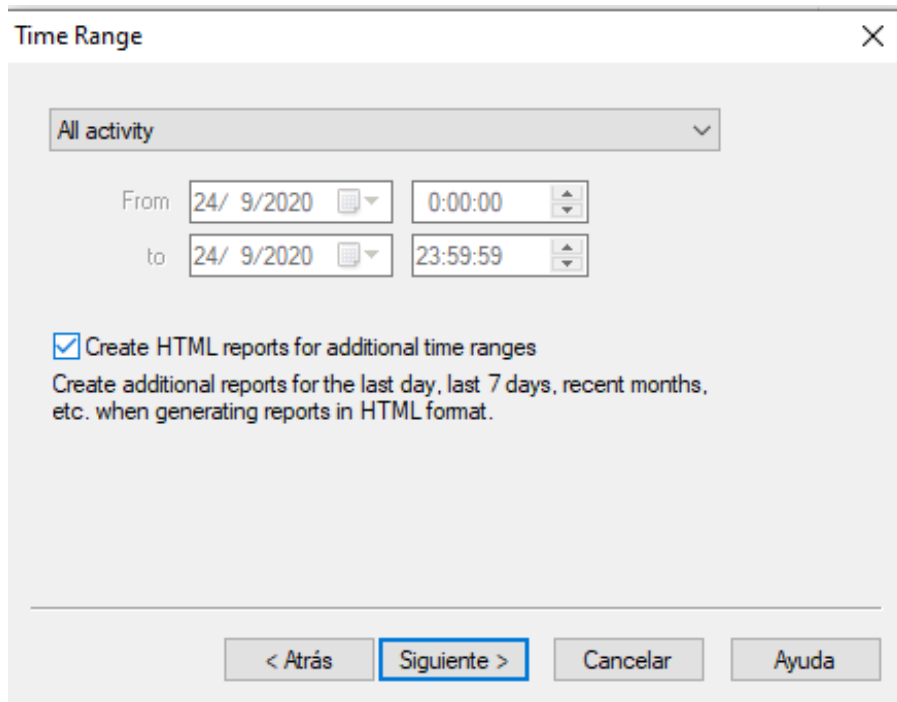 Time Range
All activity
From 24/ 9/2020 0:00:00
to 24/ 9/2020 23:59:59
Create HTML reports for additional time ranges
Create additional reports for the last day, last 7 days, recent months,
etc. when generating reports in HTML format.
< Atrás Siguiente > Cancelar Ayuda